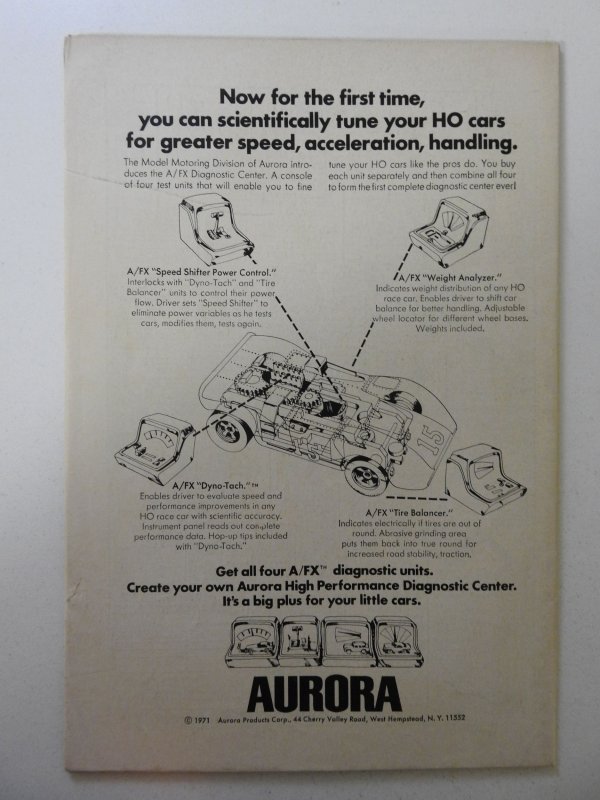 Now for the first time,
you can scientifically tune your HO cars
for greater speed, acceleration, handling.
The Model Motoring Division of Aurora intro-
duces the A/FX Diagnostic Center. A console
of four test units that will enable you to fine
tune your HO cars like the pros do. You buy
each unit separately and then combine all four
to form the first complete diagnostic center ever!
A/FX "Speed Shifter Power Control."
Interlocks with "Dyno-Tach" and "Tire
Balancer" units to control their power
flow. Driver sets "Speed Shifter" to
eliminate power variables as he tests
cars, modifies them, tests again.
A/FX "Weight Analyzer."
Indicates weight distribution of any HO
race car. Enables driver to shift car
balance for better handling. Adjustable
wheel locator for different wheel bases.
Weights included.
15
A/FX "Dyno-Tach."™
Enables driver to evaluate speed and
performance improvements in any
HO race car with scientific accuracy.
Instrument panel reads out complete
performance data. Hop-up tips included
with "Dyno-Tach."
A/FX "Tire Balancer."
Indicates electrically if tires are out of
round. Abrasive grinding area
puts them back into true round for
increased road stability, traction.
Get all four A/FX™ diagnostic units.
Create your own Aurora High Performance Diagnostic Center.
It's a big plus for your little cars.
AURORA
© 1971 Aurora Products Corp., 44 Cherry Valley Road, West Hempstead, N. Y. 11552